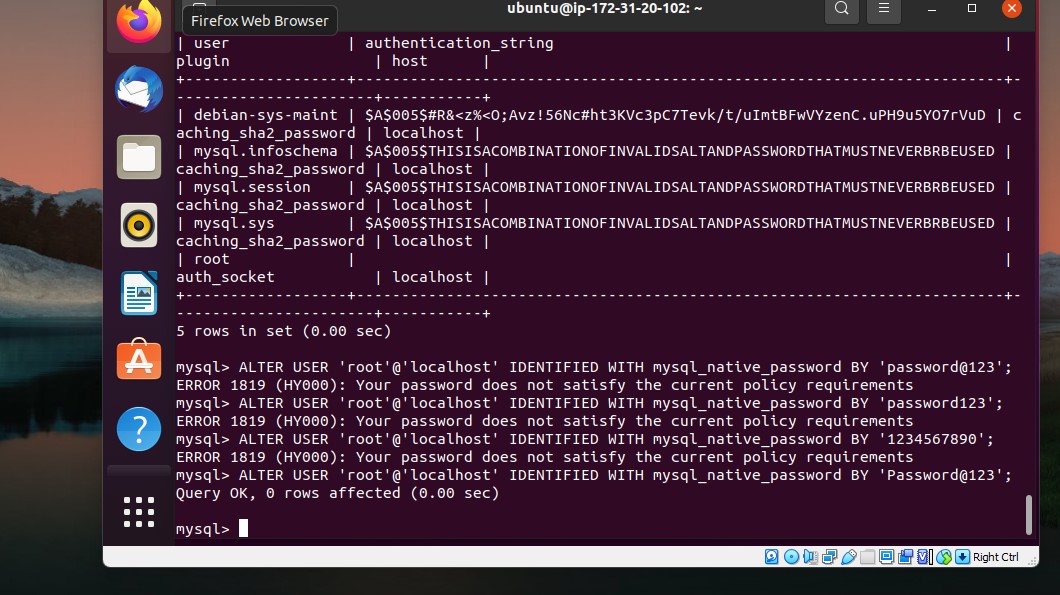 ubuntu@ip-172-31-20-102: ~
Firefox Web Browser
| user | authentication_string |
plugin | host |
+-------------------+------------------------------------------------------------------------+-
----------------------+-----------+
| debian-sys-maint | $A$005$#R&<z%<O;Avz!56Nc#ht3KVc3pC7Tevk/t/uImtBFwVYzenC.uPH9u5YO7rVuD | c
aching_sha2_password | localhost |
| mysql.infoschema | $A$005$THISISACOMBINATIONOFINVALIDSALTANDPASSWORDTHATMUSTNEVERBRBEUSED |
caching_sha2_password | localhost |
| mysql.session | $A$005$THISISACOMBINATIONOFINVALIDSALTANDPASSWORDTHATMUSTNEVERBRBEUSED |
caching_sha2_password | localhost |
| mysql.sys | $A$005$THISISACOMBINATIONOFINVALIDSALTANDPASSWORDTHATMUSTNEVERBRBEUSED |
caching_sha2_password | localhost |
| root | |
auth_socket | localhost |
+-------------------+------------------------------------------------------------------------+-
----------------------+-----------+
5 rows in set (0.00 sec)
mysql> ALTER USER 'root'@'localhost' IDENTIFIED WITH mysql_native_password BY 'password@123';
ERROR 1819 (HY000): Your password does not satisfy the current policy requirements
mysql> ALTER USER 'root'@'localhost' IDENTIFIED WITH mysql_native_password BY 'password123';
ERROR 1819 (HY000): Your password does not satisfy the current policy requirements
mysql> ALTER USER 'root'@'localhost' IDENTIFIED WITH mysql_native_password BY '1234567890';
ERROR 1819 (HY000): Your password does not satisfy the current policy requirements
mysql> ALTER USER 'root'@'localhost' IDENTIFIED WITH mysql_native_password BY 'Password@123';
Query OK, 0 rows affected (0.00 sec)
mysql>
Right Ctrl